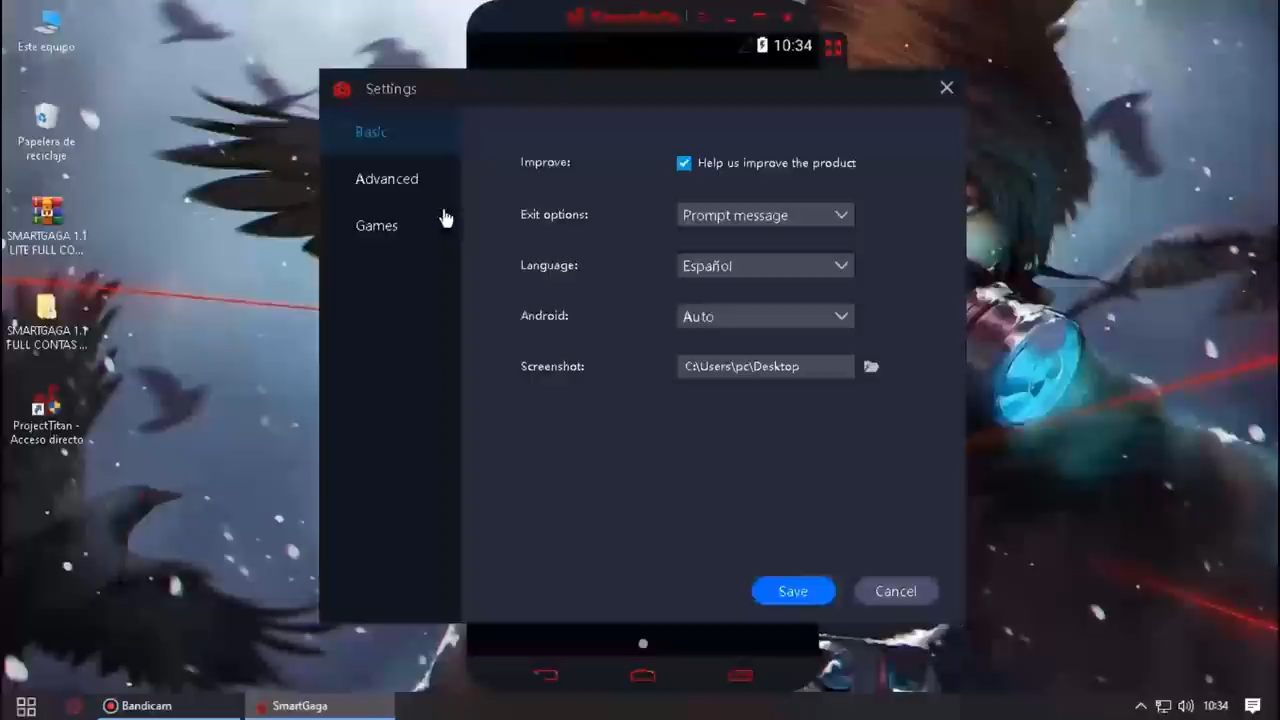 SmartGaGa
10:34
Este equipo
Papelera de
reciclaje
SMARTGAGA 1.1
LITE FULL CO...
SMARTGAGA 1.1
FULL CONTAS ...
ProjectTitan -
Acceso directo
Settings
Basic
Advanced
Games
Improve:
Help us improve the product
Exit options:
Prompt message
Language:
Español
Android:
Auto
Screenshot:
C:\Users\pc\Desktop
Save
Cancel
Bandicam
SmartGaga
10:34